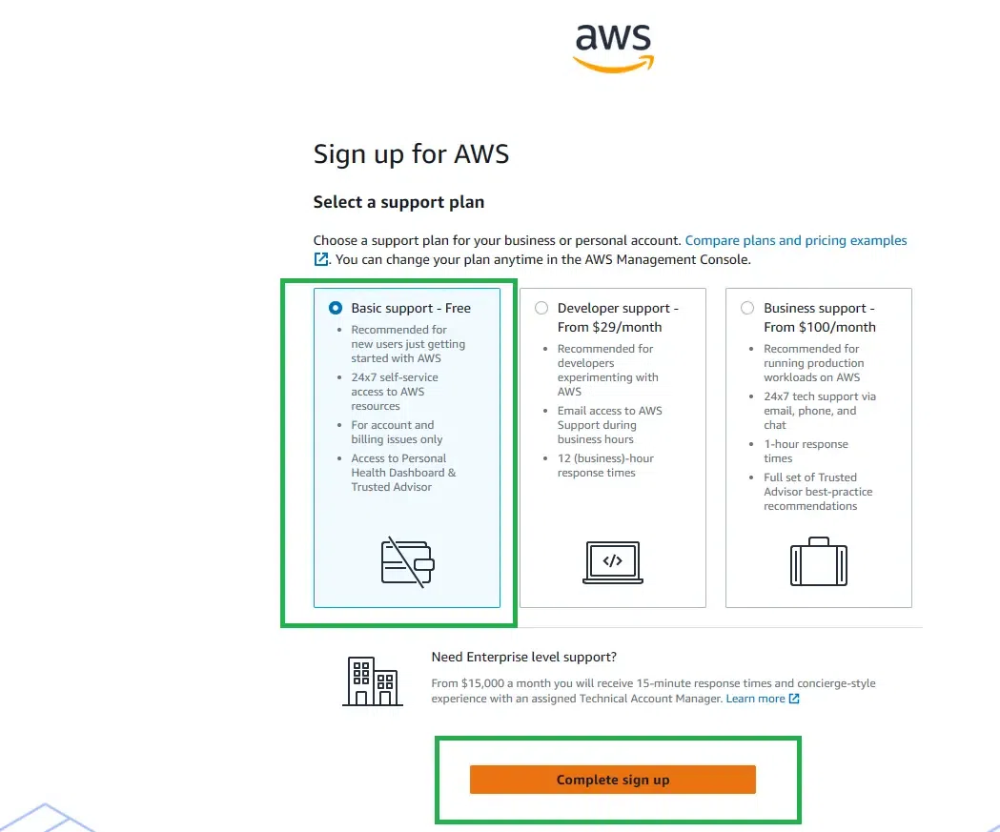 aws
Sign up for AWS
Select a support plan
Choose a support plan for your business or personal account. Compare plans and pricing examples
. You can change your plan anytime in the AWS Management Console.
Basic support - Free
• Recommended for
new users just getting
started with AWS
• 24x7 self-service
access to AWS
resources
• For account and
billing issues only
• Access to Personal
Health Dashboard &
Trusted Advisor
Developer support -
From $29/month
• Recommended for
developers
experimenting with
AWS
• Email access to AWS
Support during
business hours
• 12 (business)-hour
response times
</>
Business support -
From $100/month
• Recommended for
running production
workloads on AWS
• 24x7 tech support via
email, phone, and
chat
• 1-hour response
times
• Full set of Trusted
Advisor best-practice
recommendations
Need Enterprise level support?
From $15,000 a month you will receive 15-minute response times and concierge-style
experience with an assigned Technical Account Manager. Learn more
Complete sign up